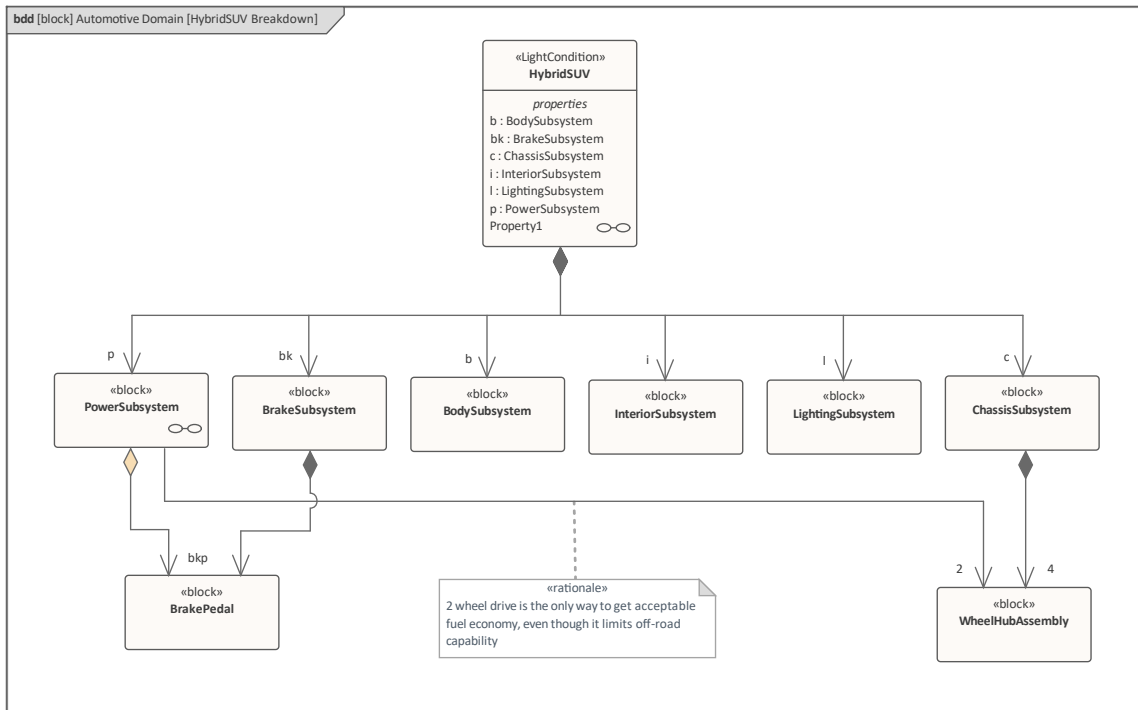 bdd [block] Automotive Domain [HybridSUV Breakdown]
«LightCondition»
HybridSUV
properties
b : BodySubsystem
bk : BrakeSubsystem
c : ChassisSubsystem
i : InteriorSubsystem
l : LightingSubsystem
p : PowerSubsystem
Property1
p
bk
b
i
l
c
«block»
PowerSubsystem
«block»
BrakeSubsystem
«block»
BodySubsystem
«block»
InteriorSubsystem
«block»
LightingSubsystem
«block»
ChassisSubsystem
bkp
2
4
«block»
BrakePedal
«rationale»
2 wheel drive is the only way to get acceptable
fuel economy, even though it limits off-road
capability
«block»
WheelHubAssembly